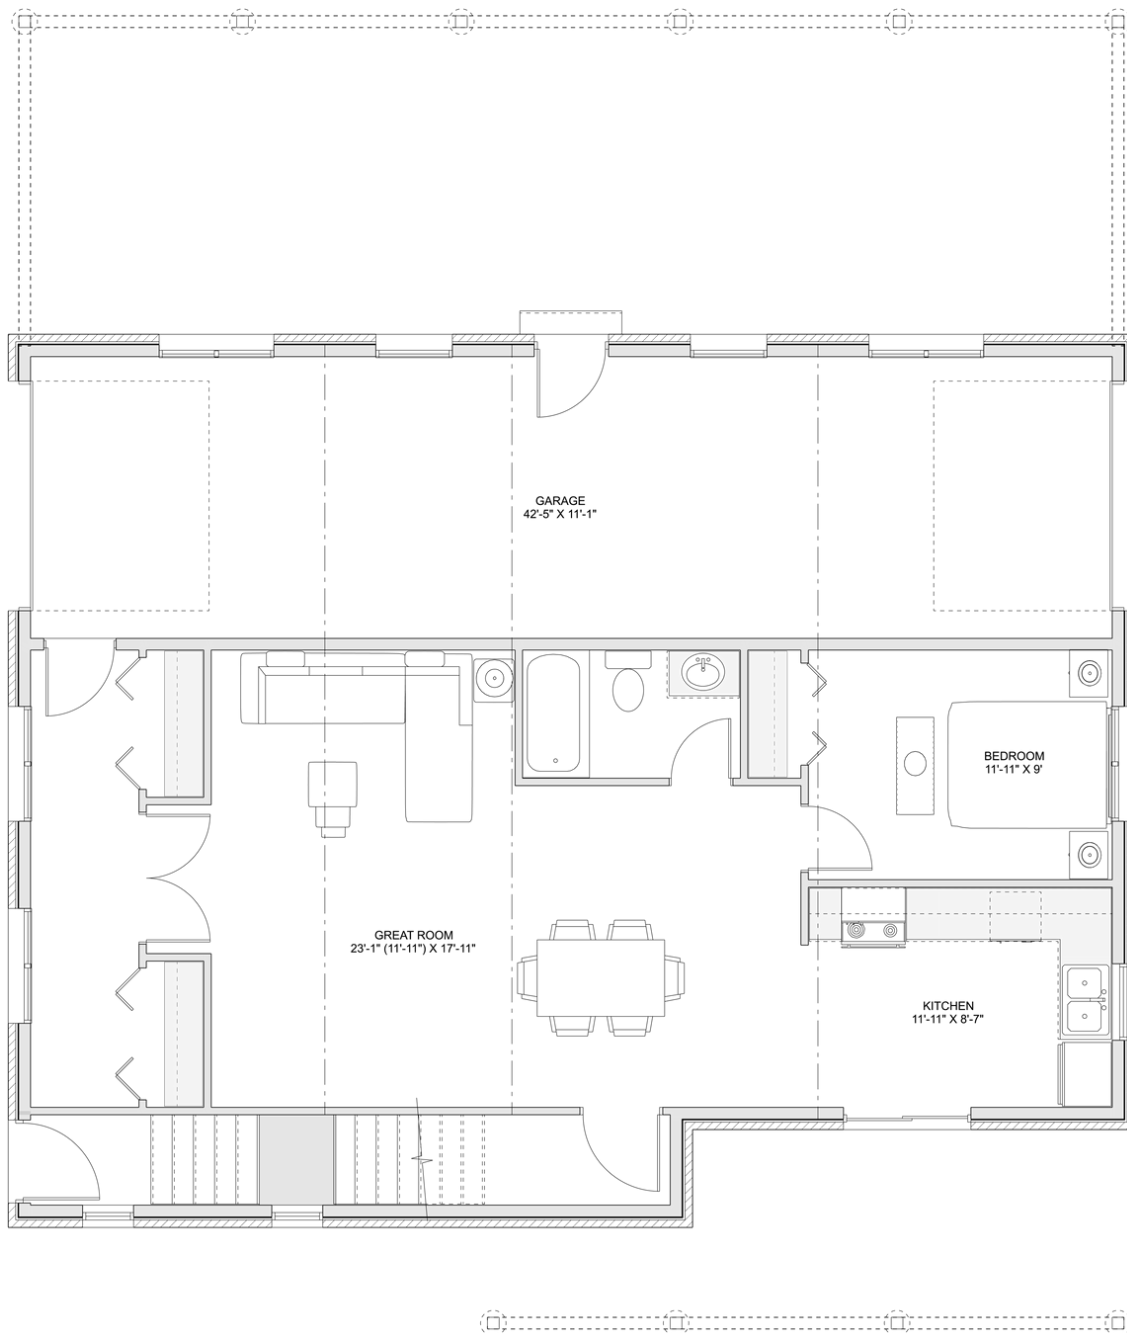 GARAGE
42'-5" X 11'-1"
BEDROOM
11'-11" X 9'
GREAT ROOM
23'-1" (11'-11") X 17'-11"
KITCHEN
11'-11" X 8'-7"